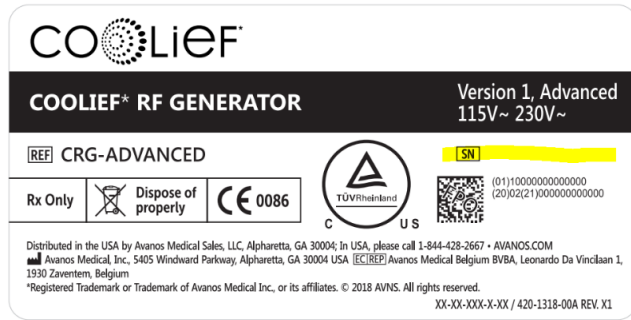 COOLIEF*
COOLIEF* RF GENERATOR
Version 1, Advanced
115V~ 230V~
REF CRG-ADVANCED
SN
Rx Only
Dispose of
properly
CE 0086
TÜVRheinland
C US
(01)10000000000000
(20)02(21)000000000000
Distributed in the USA by Avanos Medical Sales, LLC, Alpharetta, GA 30004; In USA, please call 1-844-428-2667 • AVANOS.COM
Avanos Medical, Inc., 5405 Windward Parkway, Alpharetta, GA 30004 USA EC REP Avanos Medical Belgium BVBA, Leonardo Da Vincilaan 1,
1930 Zaventem, Belgium
*Registered Trademark or Trademark of Avanos Medical Inc., or its affiliates. © 2018 AVNS. All rights reserved.
XX-XX-XXX-X-XX / 420-1318-00A REV. X1